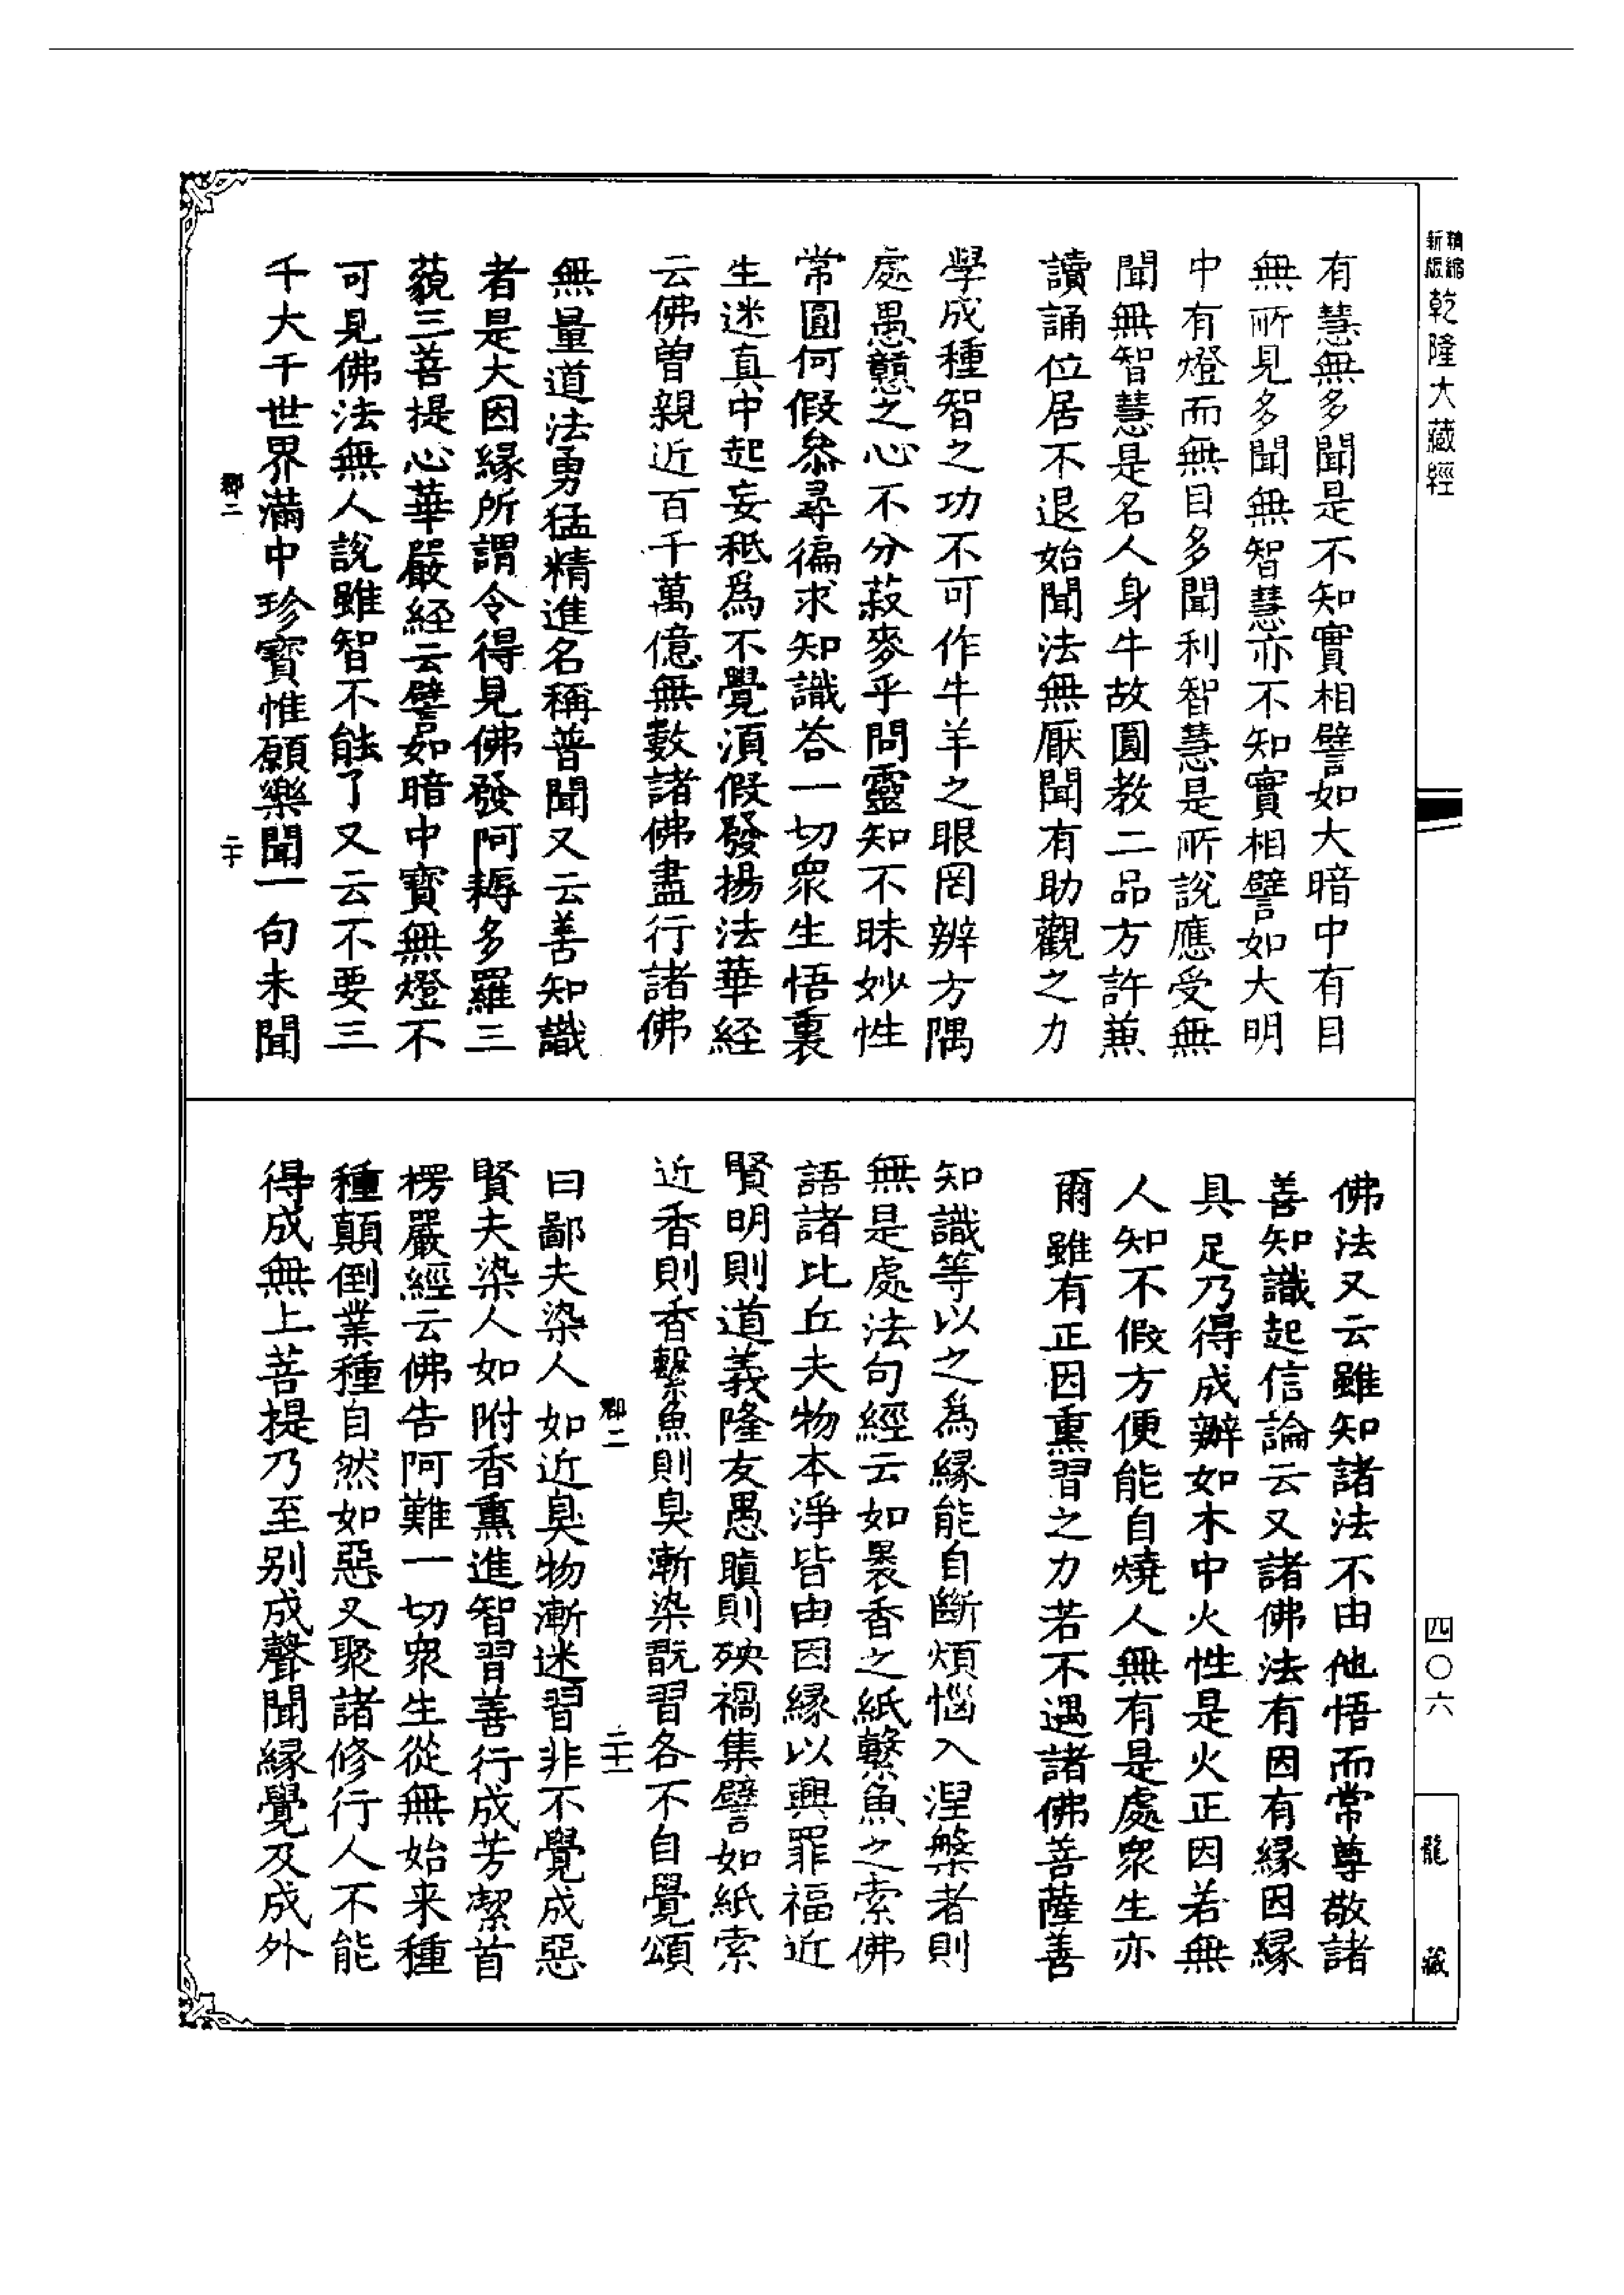 精縮新版乾隆大藏經
有慧無多聞是不知實相譬如大暗中有目
無所見多聞無智慧亦不知實相譬如大明
中有燈而無目多聞利智慧是所說應受無
聞無智慧是名人身牛故圓教二品方許兼
讀誦位居不退始聞法無厭聞有助觀之力
學成種智之功不可作牛羊之眼罔辨方隅
處愚戇之心不分菽麥乎問靈知不昧妙性
常圓何假叅尋徧求知識荅一切衆生悟裏
生迷真中起妄秖爲不覺湏假發揚法華経
云佛曾親近百千萬億無數諸佛盡行諸佛
無量道法勇猛精進名稱普聞又云善知識
者是大因緣所謂令得見佛發阿耨多羅三
藐三菩提心華嚴経云譬如暗中寶無燈不
可見佛法無人說雖智不能了又云不要三
千大千世界滿中珍寶惟願樂聞一句未聞
郡二
二十
佛法又云雖知諸法不由他悟而常尊敬諸
善知識起信論云又諸佛法有因有緣因緣
具足乃得成辦如木中火性是火正因若無
人知不假方便能自燒人無有是處衆生亦
爾雖有正因熏習之力若不遇諸佛菩薩善
知識等以之爲緣能自斷煩惱入涅槃者則
無是處法句經云如褁香之紙繫魚之索佛
語諸比丘夫物本淨皆由因緣以興罪福近
賢明則道義隆友愚瞋則殃禍集譬如紙索
近香則香繫魚則臭漸染翫習各不自覺頌
郡二
二十一
曰鄙夫染人如近臭物漸迷習非不覺成惡
賢夫染人如附香熏進智習善行成芳潔首
楞嚴經云佛告阿難一切衆生從無始来種
種顛倒業種自然如惡叉聚諸修行人不能
得成無上菩提乃至别成聲聞緣覺及成外
四〇六
龍藏